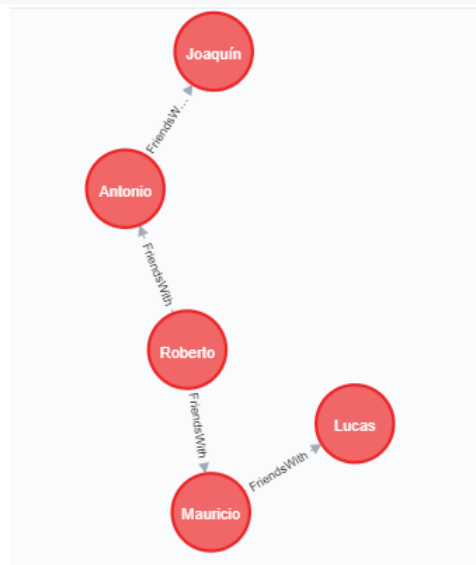 Joaquín
FriendsW...
Antonio
FriendsWith ...
Roberto
FriendsWith
Lucas
FriendsWith
Mauricio